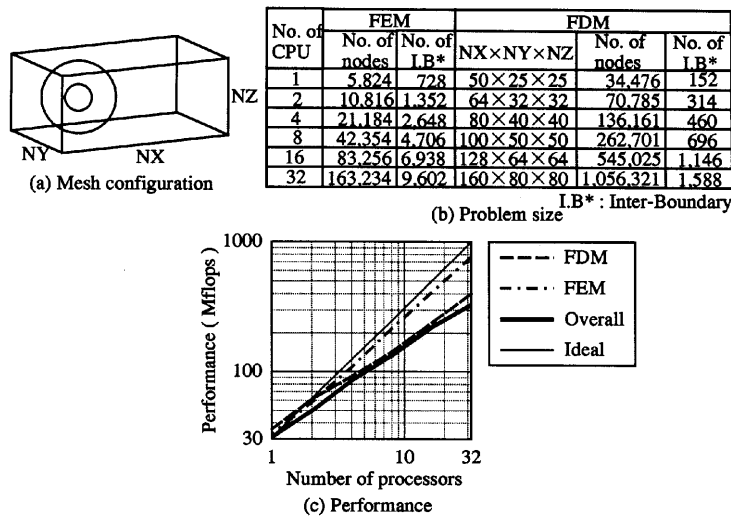 NZ
NY
NX
(a) Mesh configuration
No. of CPU FEM FDM
No. of nodes No. of I.B* NX×NY×NZ No. of nodes No. of I.B*
1 5.824 728 50×25×25 34,476 152
2 10,816 1,352 64×32×32 70,785 314
4 21,184 2,648 80×40×40 136,161 460
8 42,354 4,706 100×50×50 262,701 696
16 83,256 6,938 128×64×64 545,025 1,146
32 163,234 9,602 160×80×80 1,056,321 1,588
I.B* : Inter-Boundary
(b) Problem size
Performance ( Mflops )
1000
100
30
1 10 32
Number of processors
FDM
FEM
Overall
Ideal
(c) Performance